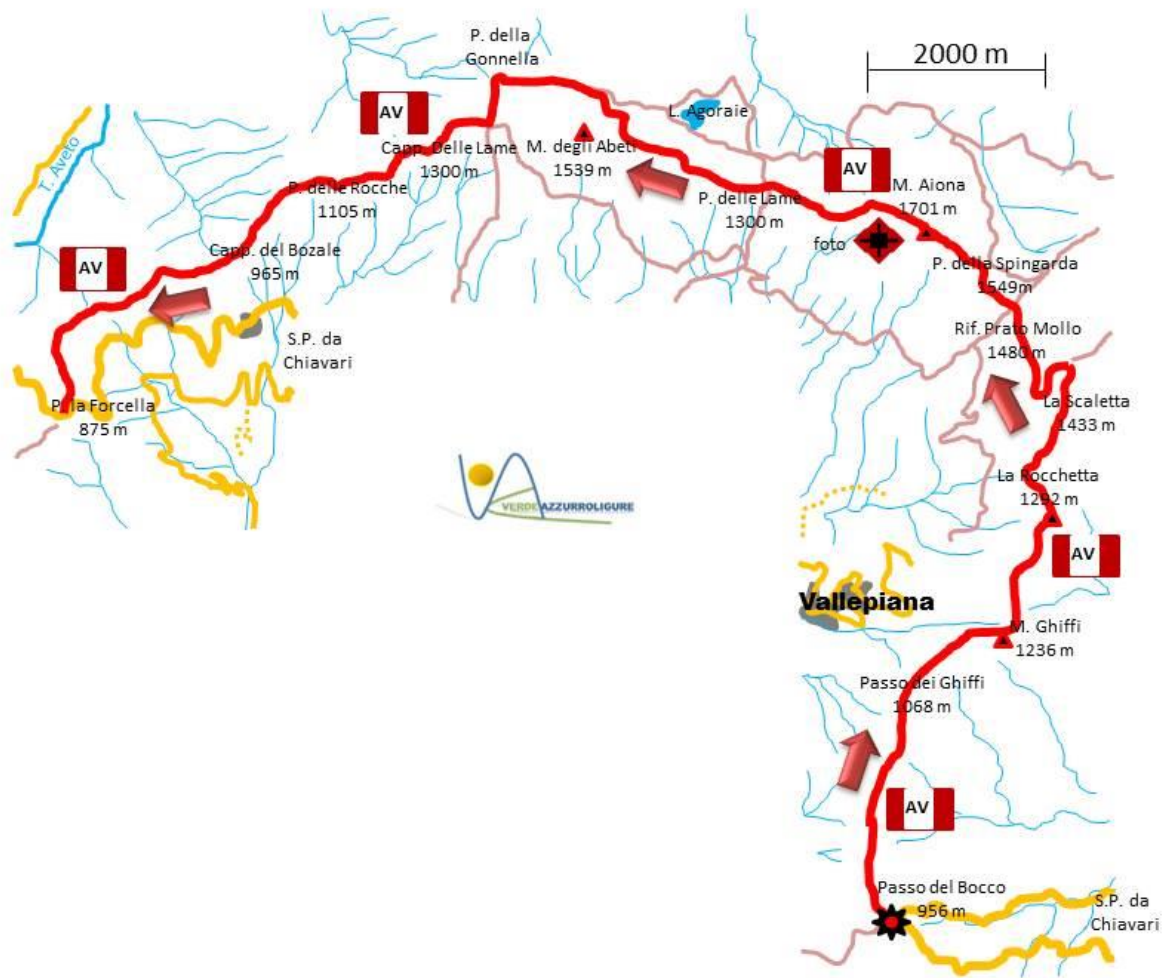 P. della
Gonnella
2000 m
AV
L. Agoraie
T. Aveto
Capp. Delle Lame
1300 m
M. degli Abeti
1539 m
AV
M. Aiona
1701 m
P. delle Rocche
1105 m
P. delle Lame
1300 m
foto
Capp. del Bozale
965 m
AV
P. della Spingarda
1549m
S.P. da
Chiavari
Rif. Prato Mollo
1480 m
P. la Forcella
875 m
La Scaletta
1433 m
La Rocchetta
1292 m
VERDEAZZURROLIGURE
AV
Vallepiana
M. Ghiffi
1236 m
Passo dei Ghiffi
1068 m
AV
Passo del Bocco
956 m
S.P. da
Chiavari